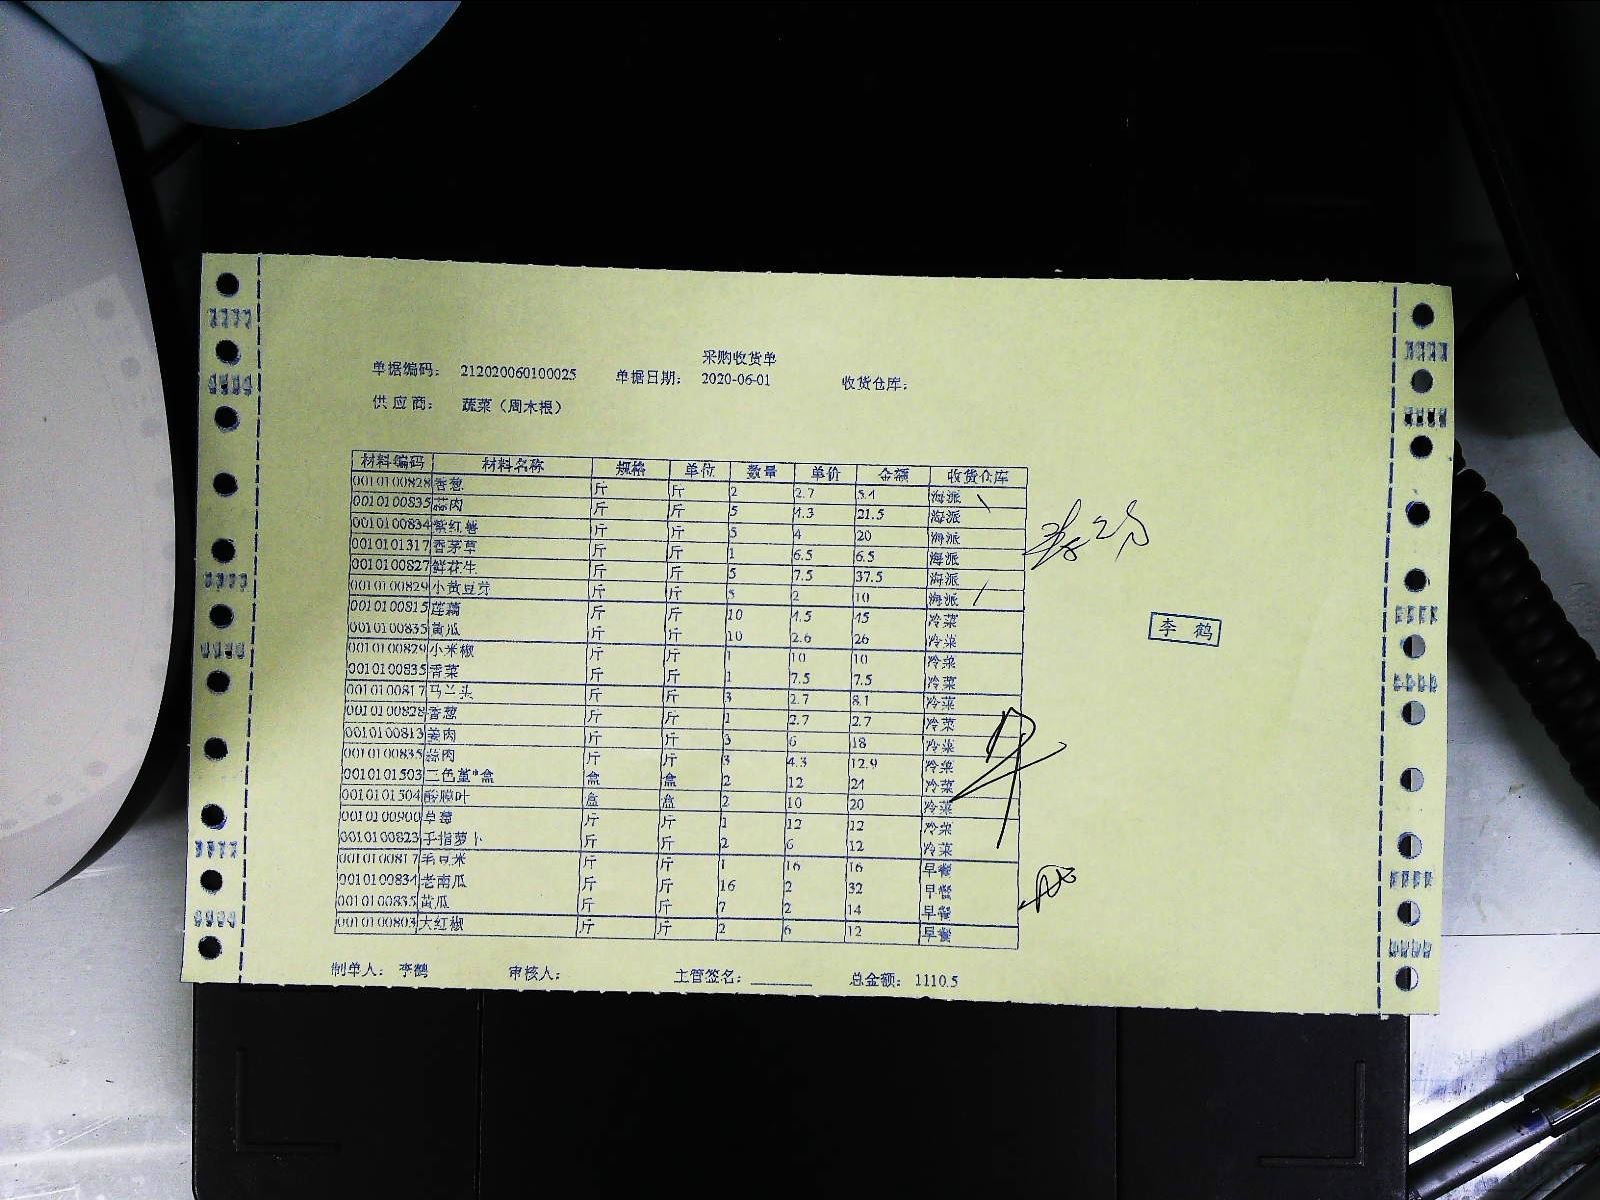 采购收货单
单据编码： 212020060100025 单据日期： 2020-06-01 收货仓库：
供应商： 蔬菜（周木根）
材料编码 材料名称 规格 单位 数量 单价 金额 收货仓库
0010100828 香葱 斤 斤 2 2.7 5.4 海派
0010100835 蒜肉 斤 斤 5 4.3 21.5 海派
0010100834 紫红薯 斤 斤 5 4 20 海派
0010101317 香茅草 斤 斤 1 6.5 6.5 海派
0010100827 鲜花生 斤 斤 5 7.5 37.5 海派
0010100829 小黄豆芽 斤 斤 5 2 10 海派
0010100815 莲藕 斤 斤 10 4.5 45 冷菜
0010100835 黄瓜 斤 斤 10 2.6 26 冷菜
0010100829 小米椒 斤 斤 1 10 10 冷菜
0010100835 香菜 斤 斤 1 7.5 7.5 冷菜
0010100817 马兰头 斤 斤 3 2.7 8.1 冷菜
0010100828 香葱 斤 斤 1 2.7 2.7 冷菜
0010100813 姜肉 斤 斤 3 6 18 冷菜
0010100835 蒜肉 斤 斤 3 4.3 12.9 冷菜
0010101503 三色堇*盒 盒 盒 2 12 24 冷菜
0010101504 酸膜叶 盒 盒 2 10 20 冷菜
0010100900 草莓 斤 斤 1 12 12 冷菜
0010100823 手指萝卜 斤 斤 2 6 12 冷菜
0010100817 毛豆米 斤 斤 1 16 16 早餐
0010100834 老南瓜 斤 斤 16 2 32 早餐
0010100835 黄瓜 斤 斤 7 2 14 早餐
0010100803 大红椒 斤 斤 2 6 12 早餐
李 鹤
制单人： 李鹤 审核人： 主管签名： 总金额： 1110.5